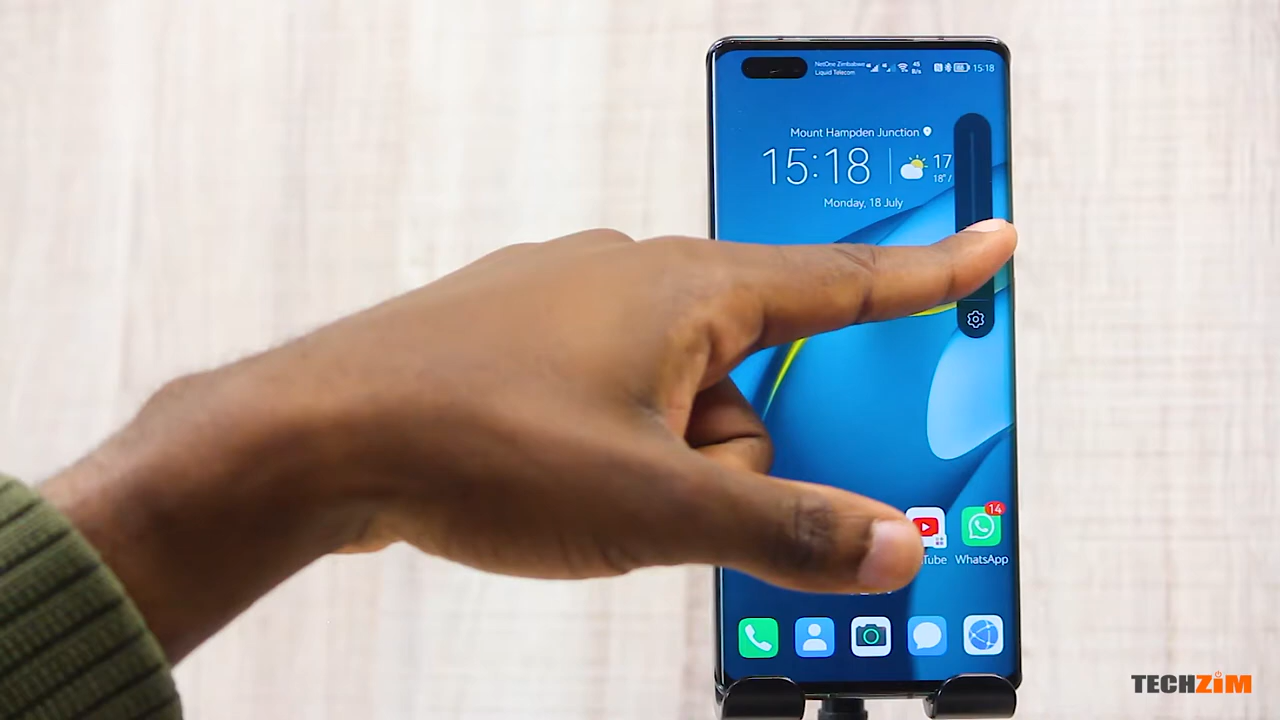 NetOne Zimbabwe
Liquid Telecom
45
B/s
15:18
Mount Hampden Junction
15:18
17
18° /
Monday, 18 July
14
Tube
WhatsApp
TECHZiM